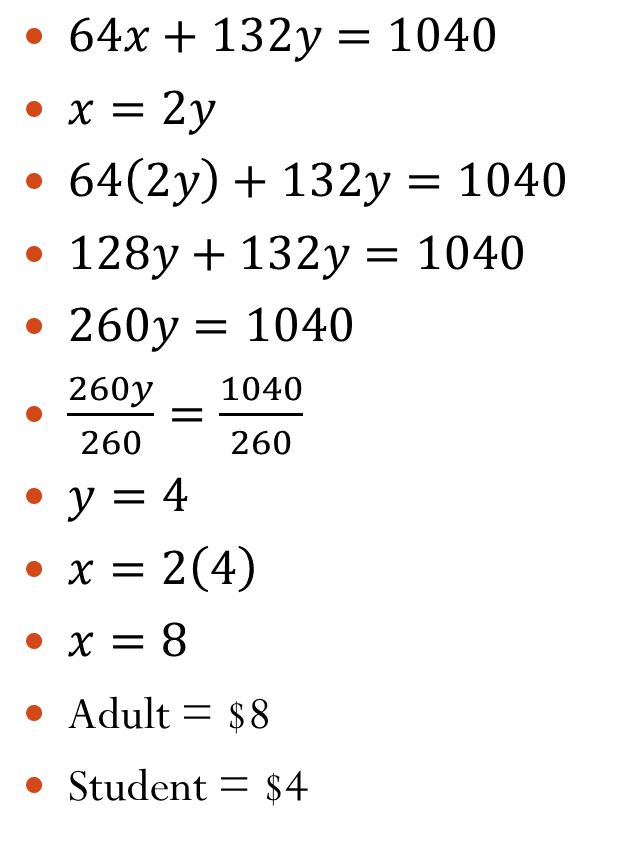 • 64x + 132y = 1040
• x = 2y
• 64(2y) + 132y = 1040
• 128y + 132y = 1040
• 260y = 1040
• 260y/260 = 1040/260
• y = 4
• x = 2(4)
• x = 8
• Adult = $8
• Student = $4